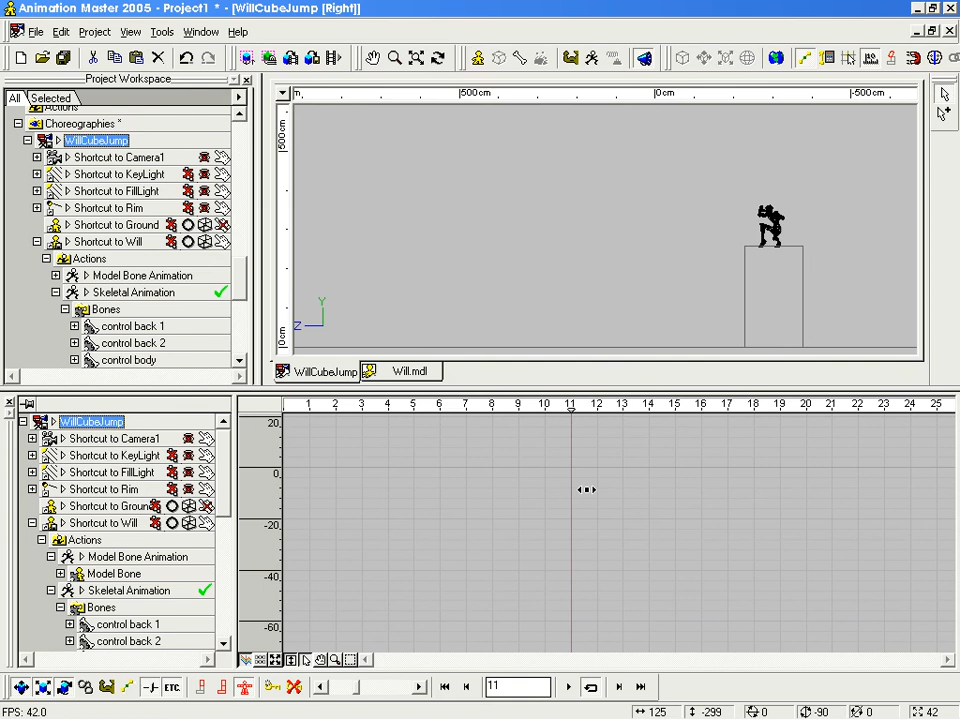 Animation Master 2005 - Project1 * - [WillCubeJump [Right]]
File Edit Project View Tools Window Help
Project Workspace
All Selected
Actions
Choreographies *
WillCubeJump
Shortcut to Camera1
Shortcut to KeyLight
Shortcut to FillLight
Shortcut to Rim
Shortcut to Ground
Shortcut to Will
Actions
Model Bone Animation
Skeletal Animation
Bones
control back 1
control back 2
control body
m. |500cm |0cm |-500cm
|500cm
|0cm
Y
Z
WillCubeJump Will.mdl
WillCubeJump
Shortcut to Camera1
Shortcut to KeyLight
Shortcut to FillLight
Shortcut to Rim
Shortcut to Ground
Shortcut to Will
Actions
Model Bone Animation
Model Bone
Skeletal Animation
Bones
control back 1
control back 2
1 2 3 4 5 6 7 8 9 10 11 12 13 14 15 16 17 18 19 20 21 22 23 24 25
20
0
-20
-40
-60
ETC. 11
FPS: 42.0 125 -299 0 -90 0 42